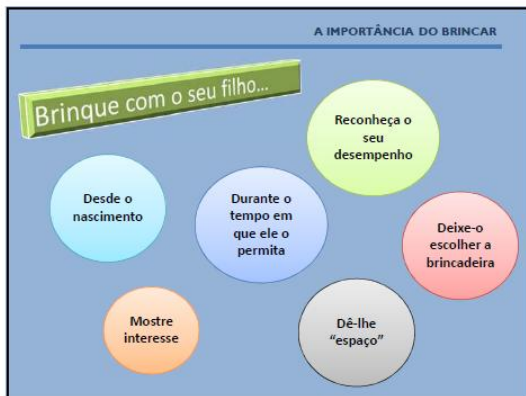 A IMPORTÂNCIA DO BRINCAR
Brinque com o seu filho...
Reconheça o
seu
desempenho
Desde o
nascimento
Durante o
tempo em
que ele o
permita
Deixe-o
escolher a
brincadeira
Mostre
interesse
Dê-lhe
“espaço”